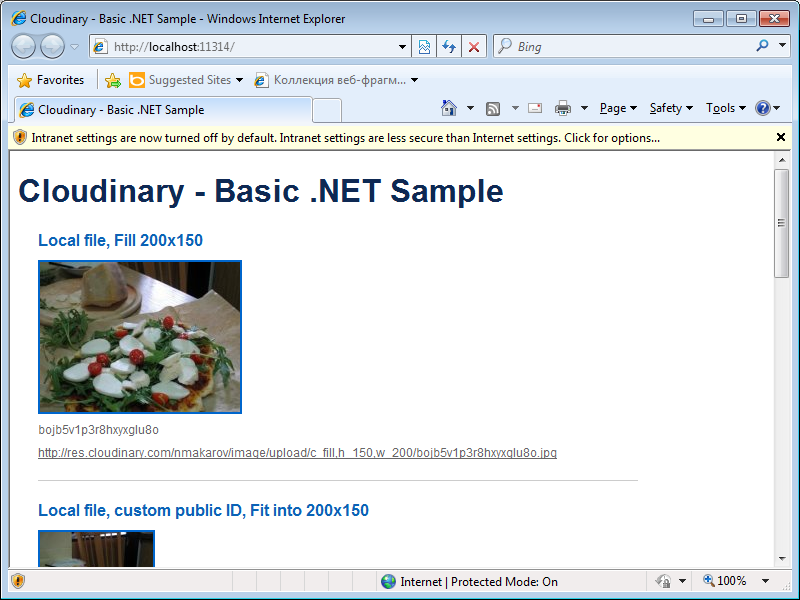 Cloudinary - Basic .NET Sample - Windows Internet Explorer
http://localhost:11314/
Bing
Favorites
Suggested Sites
Коллекция веб-фрагм...
Cloudinary - Basic .NET Sample
Page
Safety
Tools
Intranet settings are now turned off by default. Intranet settings are less secure than Internet settings. Click for options...
Cloudinary - Basic .NET Sample
Local file, Fill 200x150
bojb5v1p3r8hxyxglu8o
http://res.cloudinary.com/nmakarov/image/upload/c_fill,h_150,w_200/bojb5v1p3r8hxyxglu8o.jpg
Local file, custom public ID, Fit into 200x150
Internet | Protected Mode: On
100%